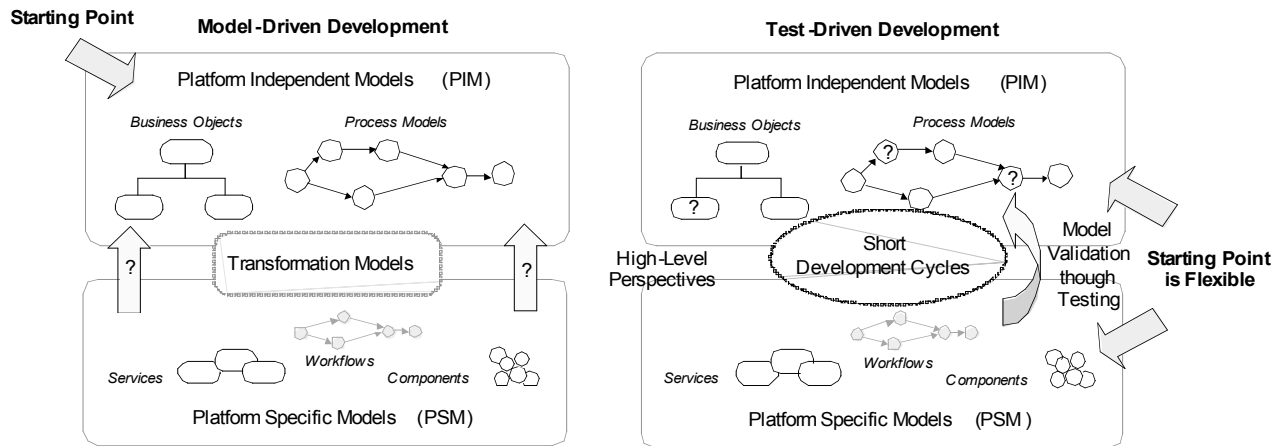 Starting Point
Model-Driven Development
Platform Independent Models (PIM)
Business Objects
Process Models
?
?
Transformation Models
Workflows
Services
Components
Platform Specific Models (PSM)
Test-Driven Development
Platform Independent Models (PIM)
Business Objects
Process Models
?
?
?
High-Level
Perspectives
Short
Development Cycles
Model
Validation
though
Testing
Starting Point
is Flexible
Workflows
Services
Components
Platform Specific Models (PSM)